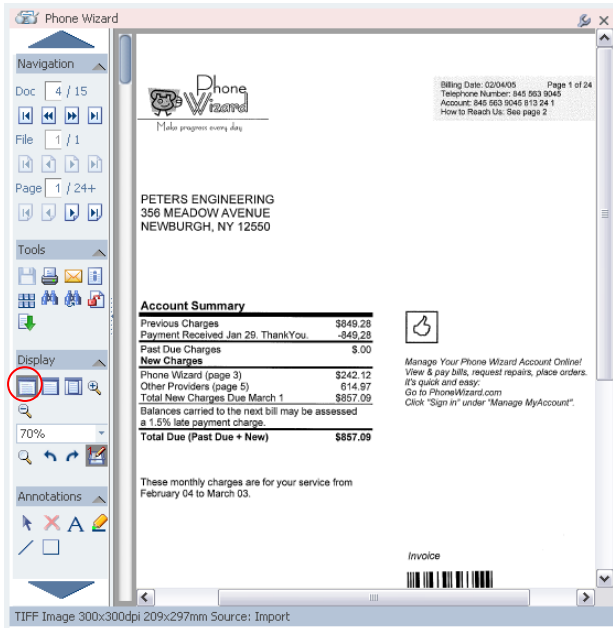 Phone Wizard
Navigation
Doc 4 / 15
File 1 / 1
Page 1 / 24+
Tools
Display
70%
Annotations
Phone
Wizard
Make progress every day
Billing Date: 02/04/05 Page 1 of 24
Telephone Number: 845 563 9045
Account: 845 563 9045 813 24 1
How to Reach Us: See page 2
PETERS ENGINEERING
356 MEADOW AVENUE
NEWBURGH, NY 12550
Account Summary
Previous Charges $849.28
Payment Received Jan 29. ThankYou. -849,28
Past Due Charges $.00
New Charges
Phone Wizard (page 3) $242.12
Other Providers (page 5) 614.97
Total New Charges Due March 1 $857.09
Balances carried to the next bill may be assessed
a 1.5% late payment charge.
Total Due (Past Due + New) $857.09
Manage Your Phone Wizard Account Online!
View & pay bills, request repairs, place orders.
It's quick and easy:
Go to PhoneWizard.com
Click "Sign in" under "Manage MyAccount".
These monthly charges are for your service from
February 04 to March 03.
Invoice
TIFF Image 300x300dpi 209x297mm Source: Import